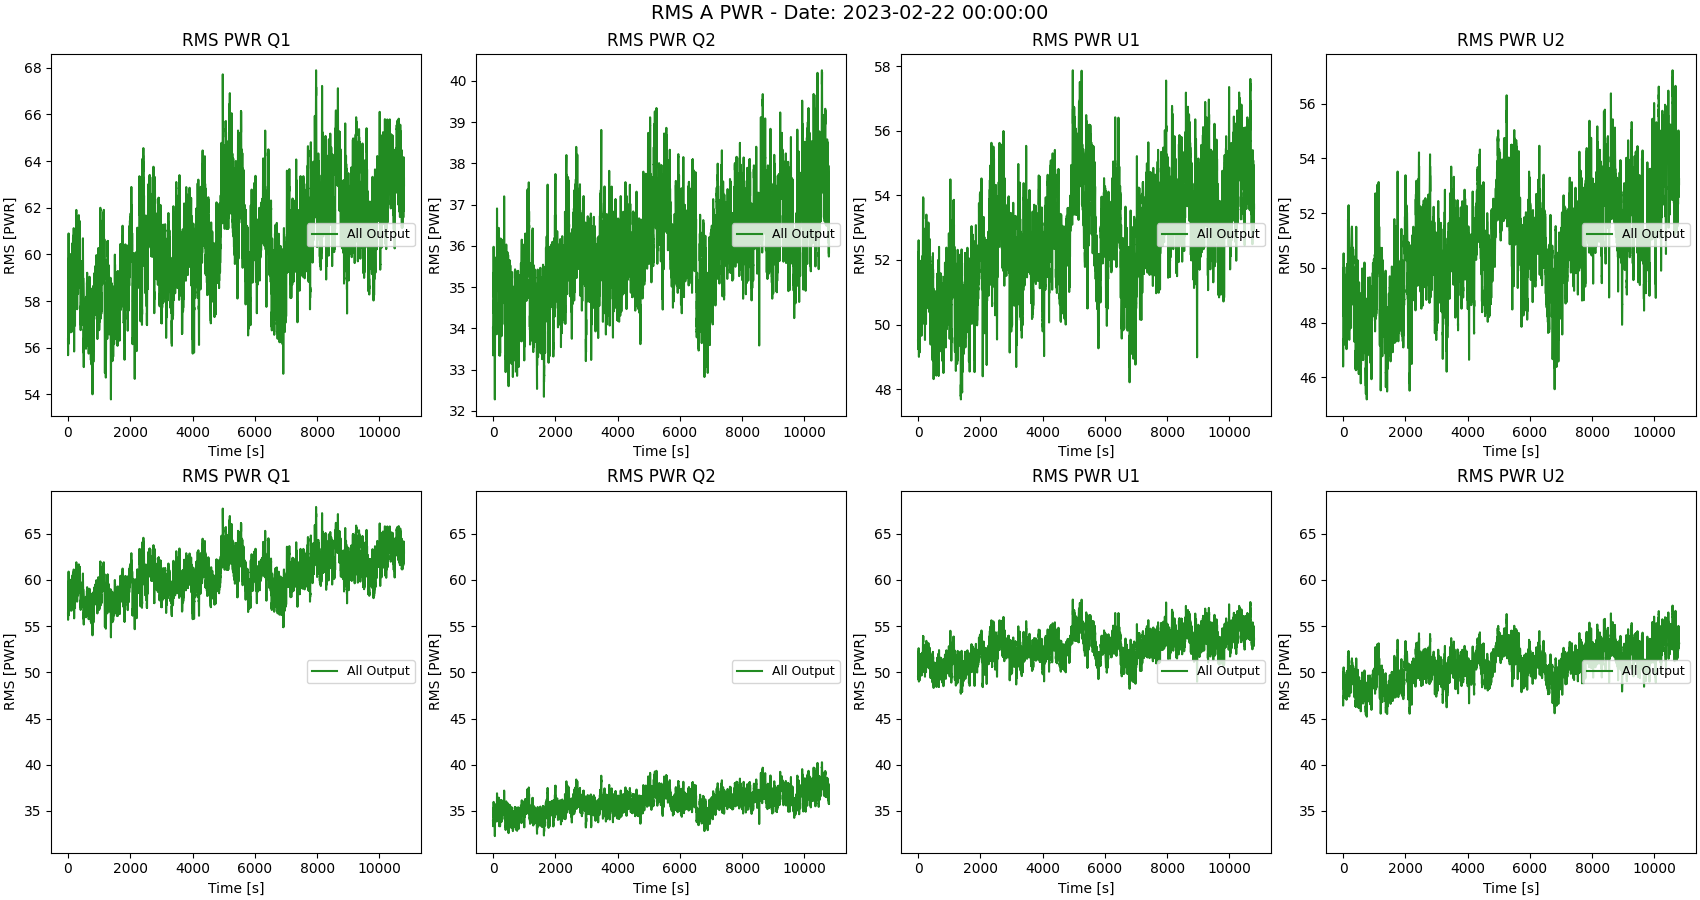 RMS A PWR - Date: 2023-02-22 00:00:00
RMS PWR Q1
RMS [PWR]
68
66
64
62
60
58
56
54
All Output
0 2000 4000 6000 8000 10000
Time [s]
RMS PWR Q2
RMS [PWR]
40
39
38
37
36
35
34
33
32
All Output
0 2000 4000 6000 8000 10000
Time [s]
RMS PWR U1
RMS [PWR]
58
56
54
52
50
48
All Output
0 2000 4000 6000 8000 10000
Time [s]
RMS PWR U2
RMS [PWR]
56
54
52
50
48
46
All Output
0 2000 4000 6000 8000 10000
Time [s]
RMS PWR Q1
RMS [PWR]
65
60
55
50
45
40
35
All Output
0 2000 4000 6000 8000 10000
Time [s]
RMS PWR Q2
RMS [PWR]
65
60
55
50
45
40
35
All Output
0 2000 4000 6000 8000 10000
Time [s]
RMS PWR U1
RMS [PWR]
65
60
55
50
45
40
35
All Output
0 2000 4000 6000 8000 10000
Time [s]
RMS PWR U2
RMS [PWR]
65
60
55
50
45
40
35
All Output
0 2000 4000 6000 8000 10000
Time [s]